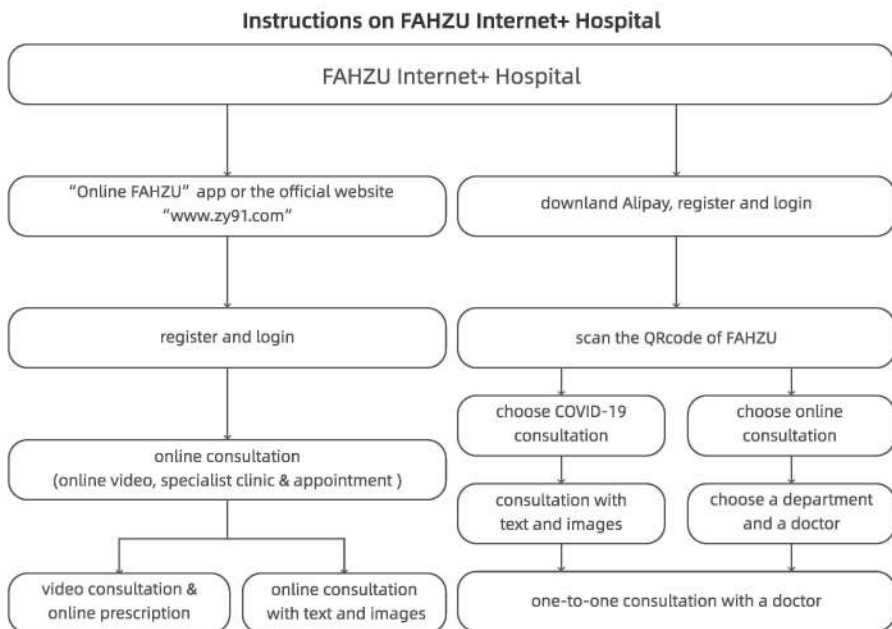 Instructions on FAHZU Internet+ Hospital
FAHZU Internet+ Hospital
“Online FAHZU” app or the official website
“www.zy91.com”
downland Alipay, register and login
register and login
scan the QRcode of FAHZU
choose COVID-19
consultation
choose online
consultation
online consultation
(online video, specialist clinic & appointment )
consultation with
text and images
choose a department
and a doctor
video consultation &
online prescription
online consultation
with text and images
one-to-one consultation with a doctor